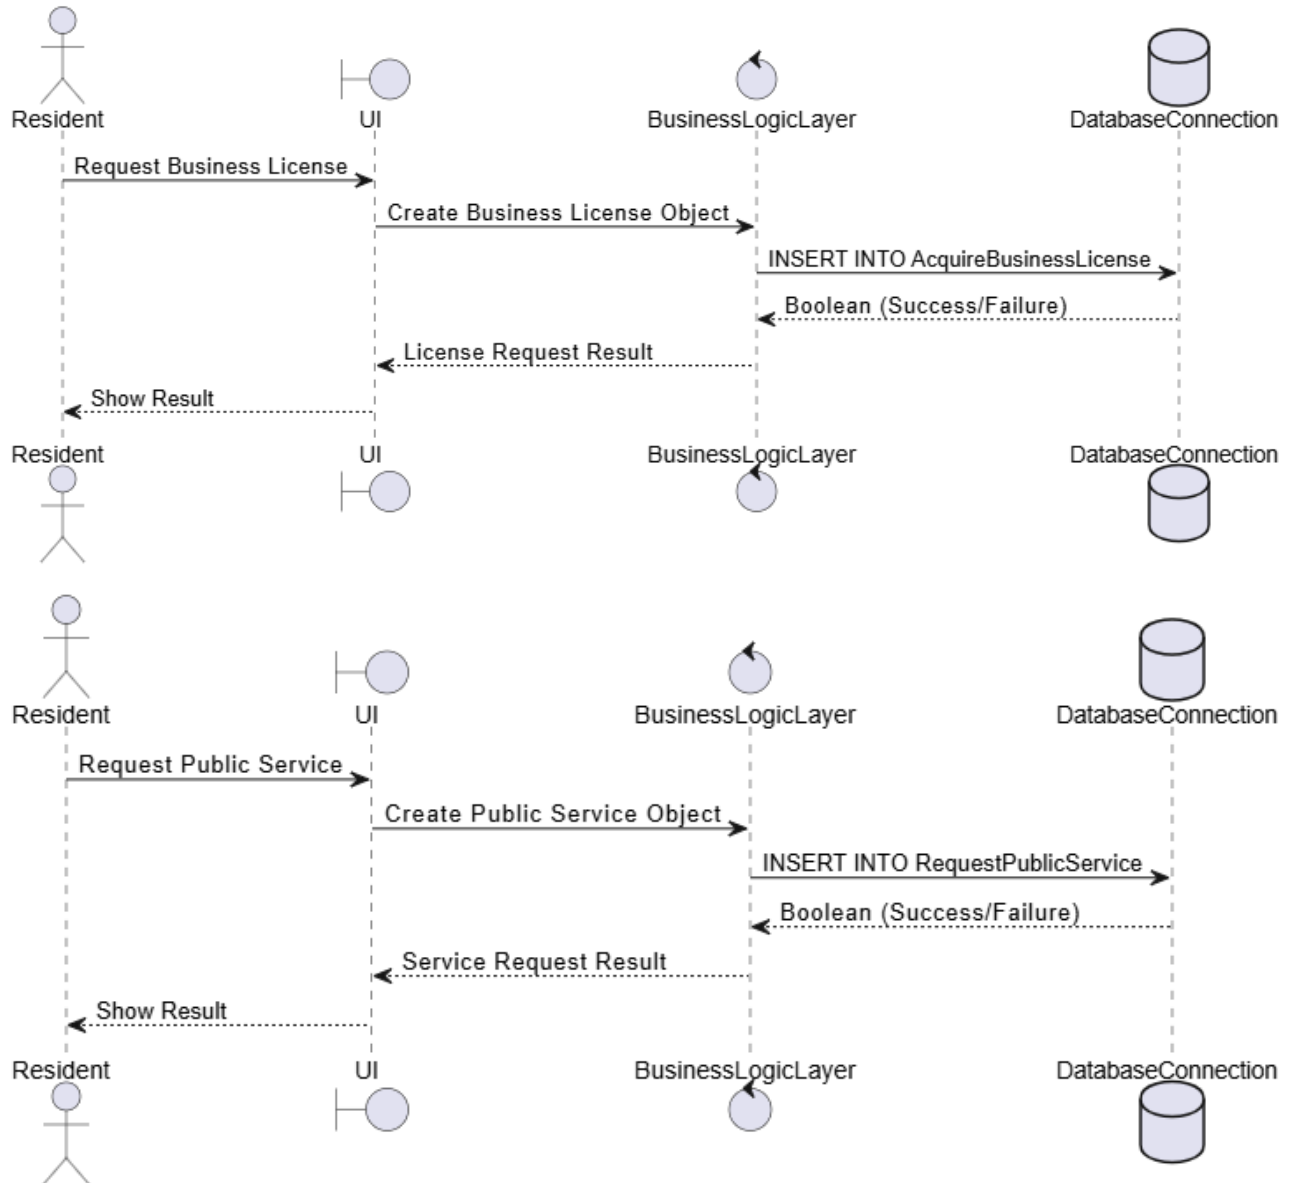 Resident UI BusinessLogicLayer DatabaseConnection
Request Business License
Create Business License Object
INSERT INTO AcquireBusinessLicense
Boolean (Success/Failure)
License Request Result
Show Result
Resident UI BusinessLogicLayer DatabaseConnection
Resident UI BusinessLogicLayer DatabaseConnection
Request Public Service
Create Public Service Object
INSERT INTO RequestPublicService
Boolean (Success/Failure)
Service Request Result
Show Result
Resident UI BusinessLogicLayer DatabaseConnection